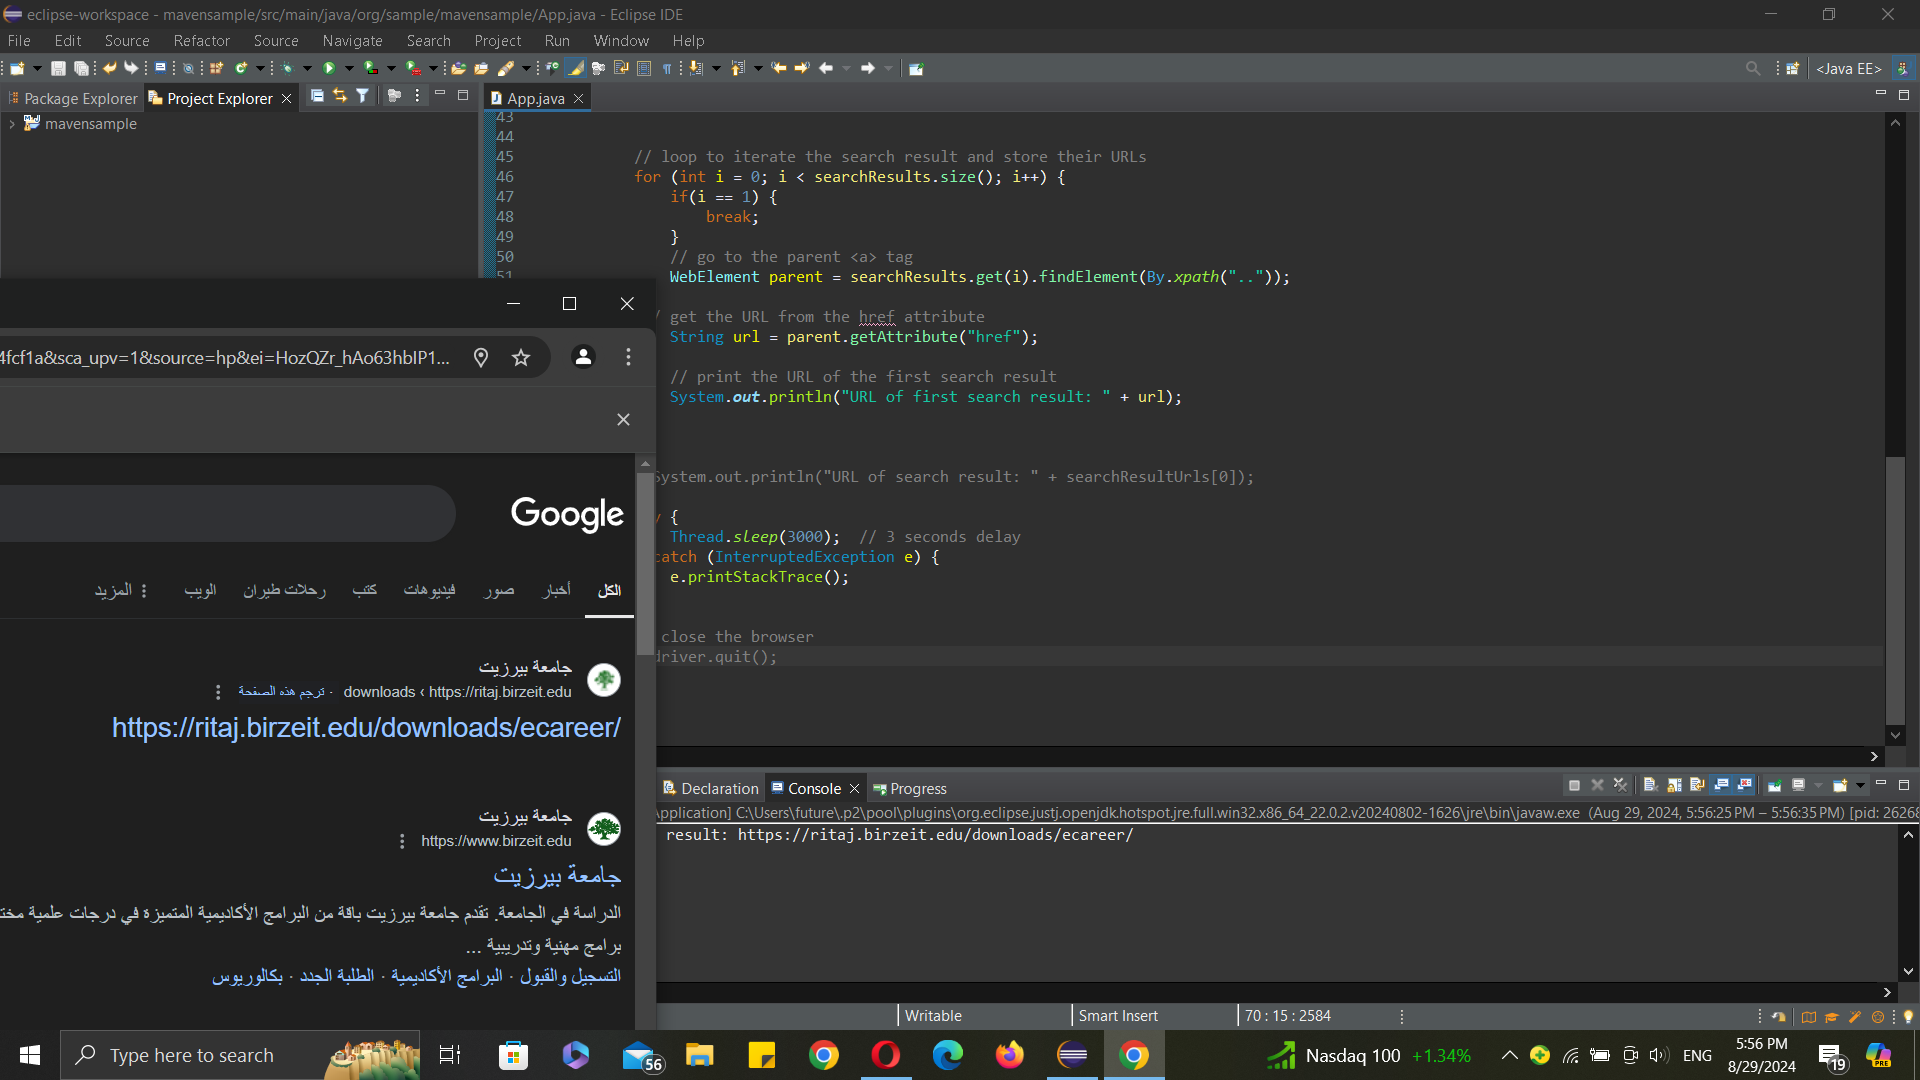 eclipse-workspace - mavensample/src/main/java/org/sample/mavensample/App.java - Eclipse IDE
File Edit Source Refactor Source Navigate Search Project Run Window Help
<Java EE>
Package Explorer Project Explorer
mavensample
App.java
43
44
45 // loop to iterate the search result and store their URLs
46 for (int i = 0; i < searchResults.size(); i++) {
47 if(i == 1) {
48 break;
49 }
50 // go to the parent <a> tag
51 WebElement parent = searchResults.get(i).findElement(By.xpath(".."));
get the URL from the href attribute
String url = parent.getAttribute("href");
// print the URL of the first search result
System.out.println("URL of first search result: " + url);
System.out.println("URL of search result: " + searchResultUrls[0]);
{
Thread.sleep(3000); // 3 seconds delay
catch (InterruptedException e) {
e.printStackTrace();
close the browser
driver.quit();
4fcf1a&sca_upv=1&source=hp&ei=HozQZr_hAo63hbIP1...
Google
الكل أخبار صور فيديوهات كتب رحلات طيران الويب المزيد
جامعة بيرزيت
https://ritaj.birzeit.edu › downloads · ترجم هذه الصفحة
https://ritaj.birzeit.edu/downloads/ecareer/
جامعة بيرزيت
https://www.birzeit.edu
جامعة بيرزيت
الدراسة في الجامعة. تقدم جامعة بيرزيت باقة من البرامج الأكاديمية المتميزة في درجات علمية
برامج مهنية وتدريبية ...
التسجيل والقبول · البرامج الأكاديمية · الطلبة الجدد · بكالوريوس
Declaration Console Progress
Application] C:\Users\future\.p2\pool\plugins\org.eclipse.justj.openjdk.hotspot.jre.full.win32.x86_64_22.0.2.v20240802-1626\jre\bin\javaw.exe (Aug 29, 2024, 5:56:25 PM – 5:56:35 PM) [pid: 26268
result: https://ritaj.birzeit.edu/downloads/ecareer/
Writable Smart Insert 70 : 15 : 2584
Type here to search
56
Nasdaq 100 +1.34%
ENG
5:56 PM
8/29/2024
19
PRE